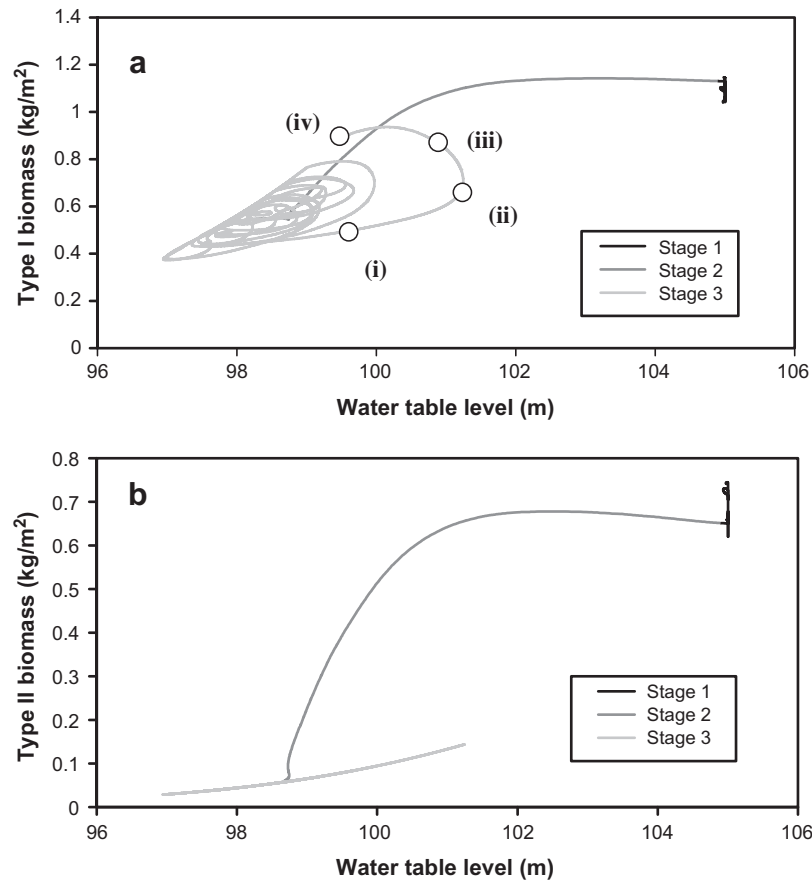 a
1.4
1.2
1
0.8
0.6
0.4
0.2
0
Type I biomass (kg/m²)
(iv)
(iii)
(ii)
(i)
Stage 1
Stage 2
Stage 3
96 98 100 102 104 106
Water table level (m)
b
0.8
0.7
0.6
0.5
0.4
0.3
0.2
0.1
0
Type II biomass (kg/m²)
Stage 1
Stage 2
Stage 3
96 98 100 102 104 106
Water table level (m)